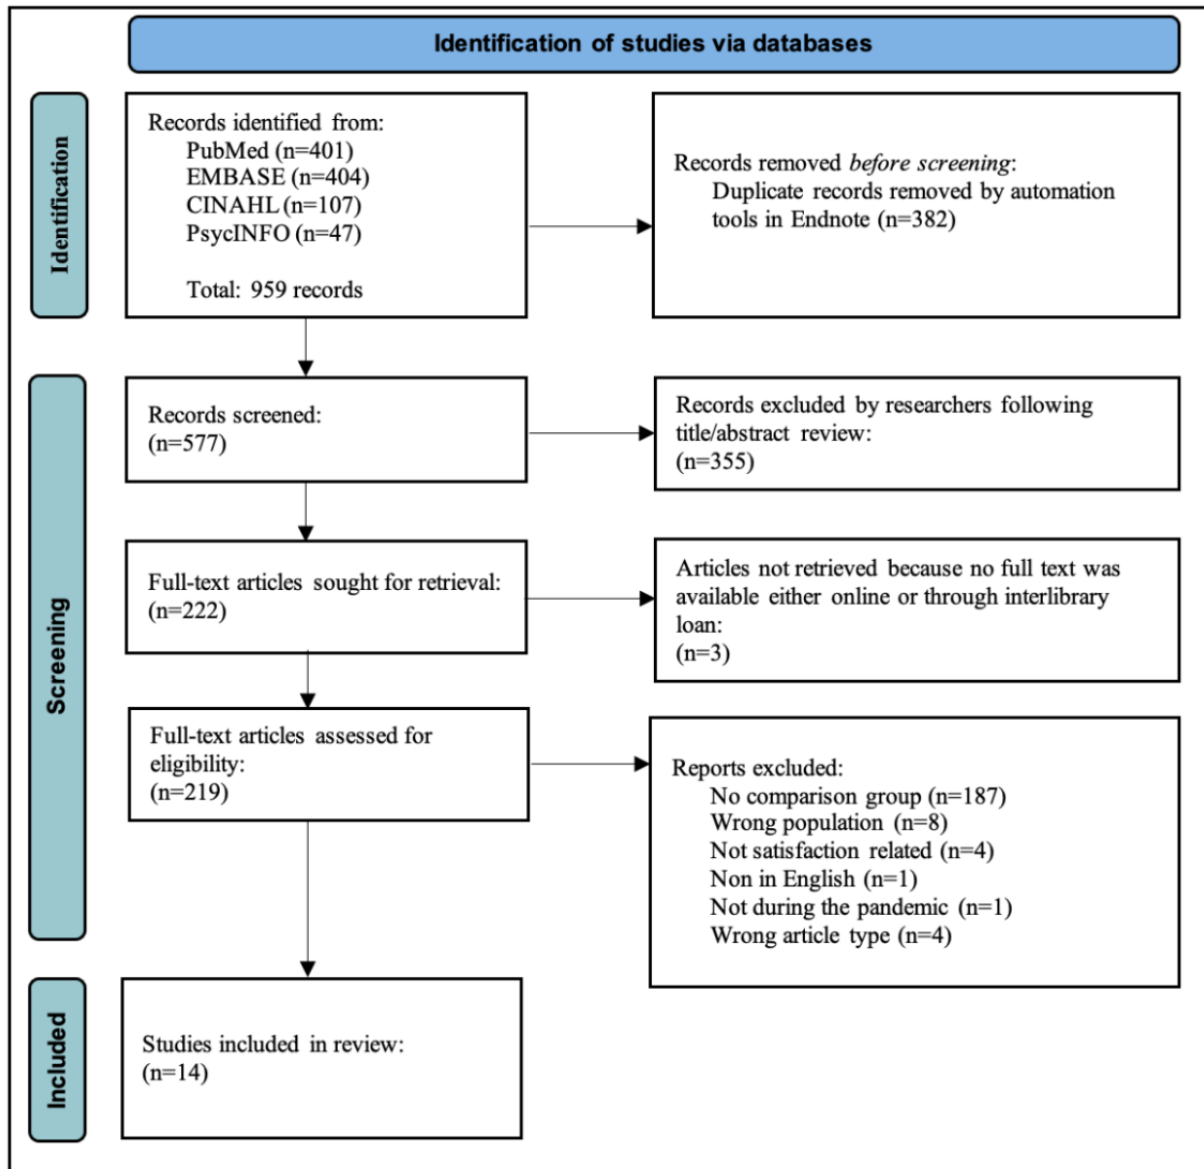 Identification of studies via databases
Identification
Records identified from:
PubMed (n=401)
EMBASE (n=404)
CINAHL (n=107)
PsycINFO (n=47)
Total: 959 records
Records removed before screening:
Duplicate records removed by automation
tools in Endnote (n=382)
Screening
Records screened:
(n=577)
Records excluded by researchers following
title/abstract review:
(n=355)
Full-text articles sought for retrieval:
(n=222)
Articles not retrieved because no full text was
available either online or through interlibrary
loan:
(n=3)
Full-text articles assessed for
eligibility:
(n=219)
Reports excluded:
No comparison group (n=187)
Wrong population (n=8)
Not satisfaction related (n=4)
Non in English (n=1)
Not during the pandemic (n=1)
Wrong article type (n=4)
Included
Studies included in review:
(n=14)